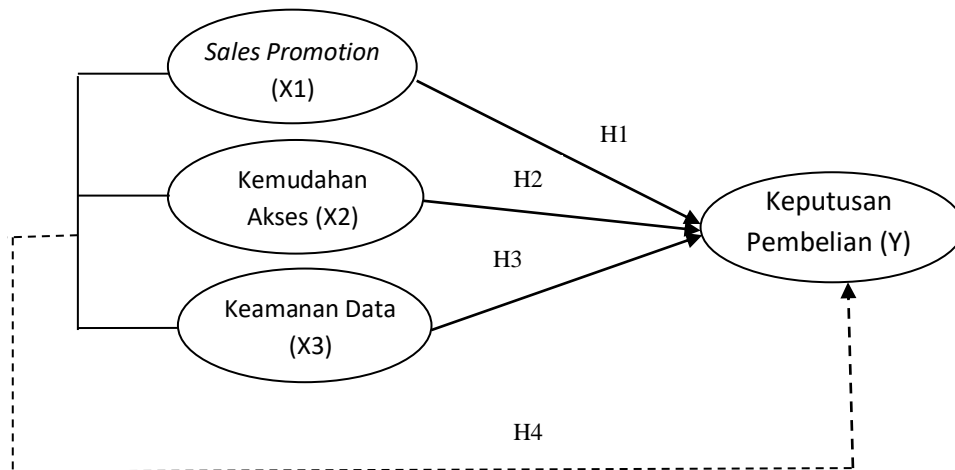 Sales Promotion
(X1)
H1
Kemudahan
Akses (X2)
H2
Keputusan
Pembelian (Y)
H3
Keamanan Data
(X3)
H4